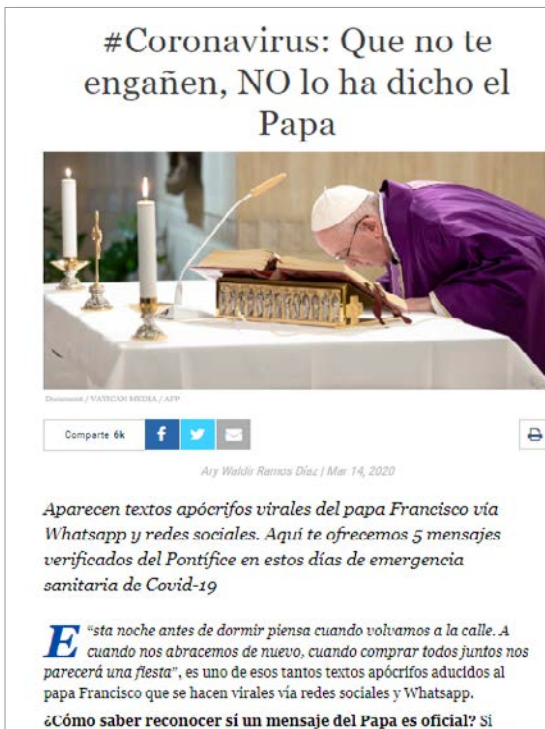 #Coronavirus: Que no te
engañen, NO lo ha dicho el
Papa
Document / VATICAN MEDIA / AFP
Comparte 6k
Ary Waldir Ramos Díaz | Mar 14, 2020
Aparecen textos apócrifos virales del papa Francisco vía
Whatsapp y redes sociales. Aquí te ofrecemos 5 mensajes
verificados del Pontífice en estos días de emergencia
sanitaria de Covid-19
E "sta noche antes de dormir piensa cuando volvamos a la calle. A
cuando nos abracemos de nuevo, cuando comprar todos juntos nos
parecerá una fiesta", es uno de esos tantos textos apócrifos aducidos al
papa Francisco que se hacen virales vía redes sociales y Whatsapp.
¿Cómo saber reconocer si un mensaje del Papa es oficial? Si